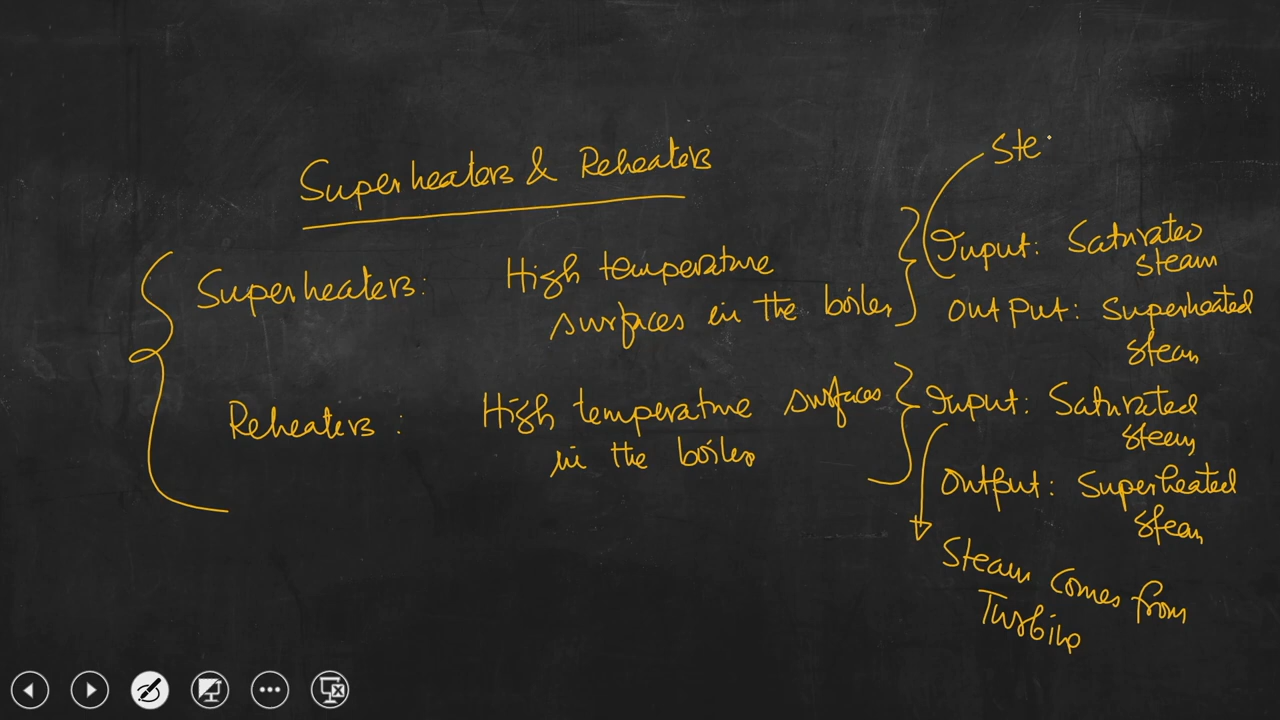 Superheaters & Reheaters
Ste
Superheaters: High temperature
surfaces in the boiler
Input: Saturated
steam
Output: Superheated
steam
Reheaters: High temperature surfaces
in the boiler
Input: Saturated
steam
Output: Superheated
steam
Steam comes from
Turbine